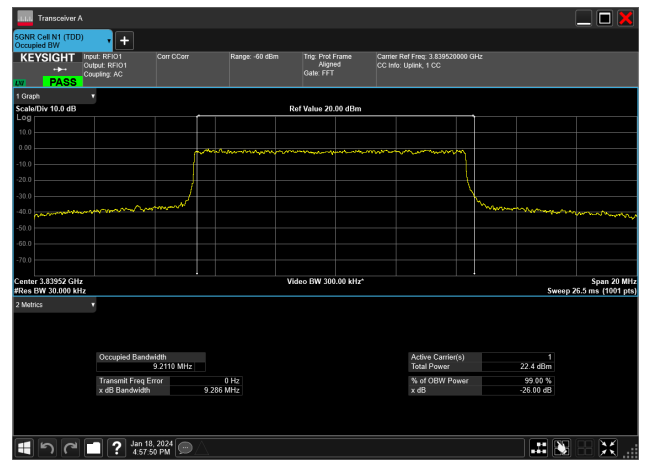 Transceiver A
5GNR Cell N1 (TDD)
Occupied BW
+
KEYSIGHT
LXI
PASS
Input: RFIO1
Output: RFIO1
Coupling: AC
Corr CCorr
Range: -60 dBm
Trig: Prot Frame
Aligned
Gate: FFT
Carrier Ref Freq: 3.839520000 GHz
CC Info: Uplink, 1 CC
1 Graph
Scale/Div 10.0 dB
Ref Value 20.00 dBm
Log
10.0
0.00
-10.0
-20.0
-30.0
-40.0
-50.0
-60.0
-70.0
Center 3.83952 GHz
Video BW 300.00 kHz*
Span 20 MHz
#Res BW 30.000 kHz
Sweep 26.5 ms (1001 pts)
2 Metrics
Occupied Bandwidth
9.2110 MHz
Active Carrier(s) 1
Total Power 22.4 dBm
Transmit Freq Error 0 Hz
x dB Bandwidth 9.286 MHz
% of OBW Power 99.00 %
x dB -26.00 dB
?
Jan 18, 2024
4:57:50 PM